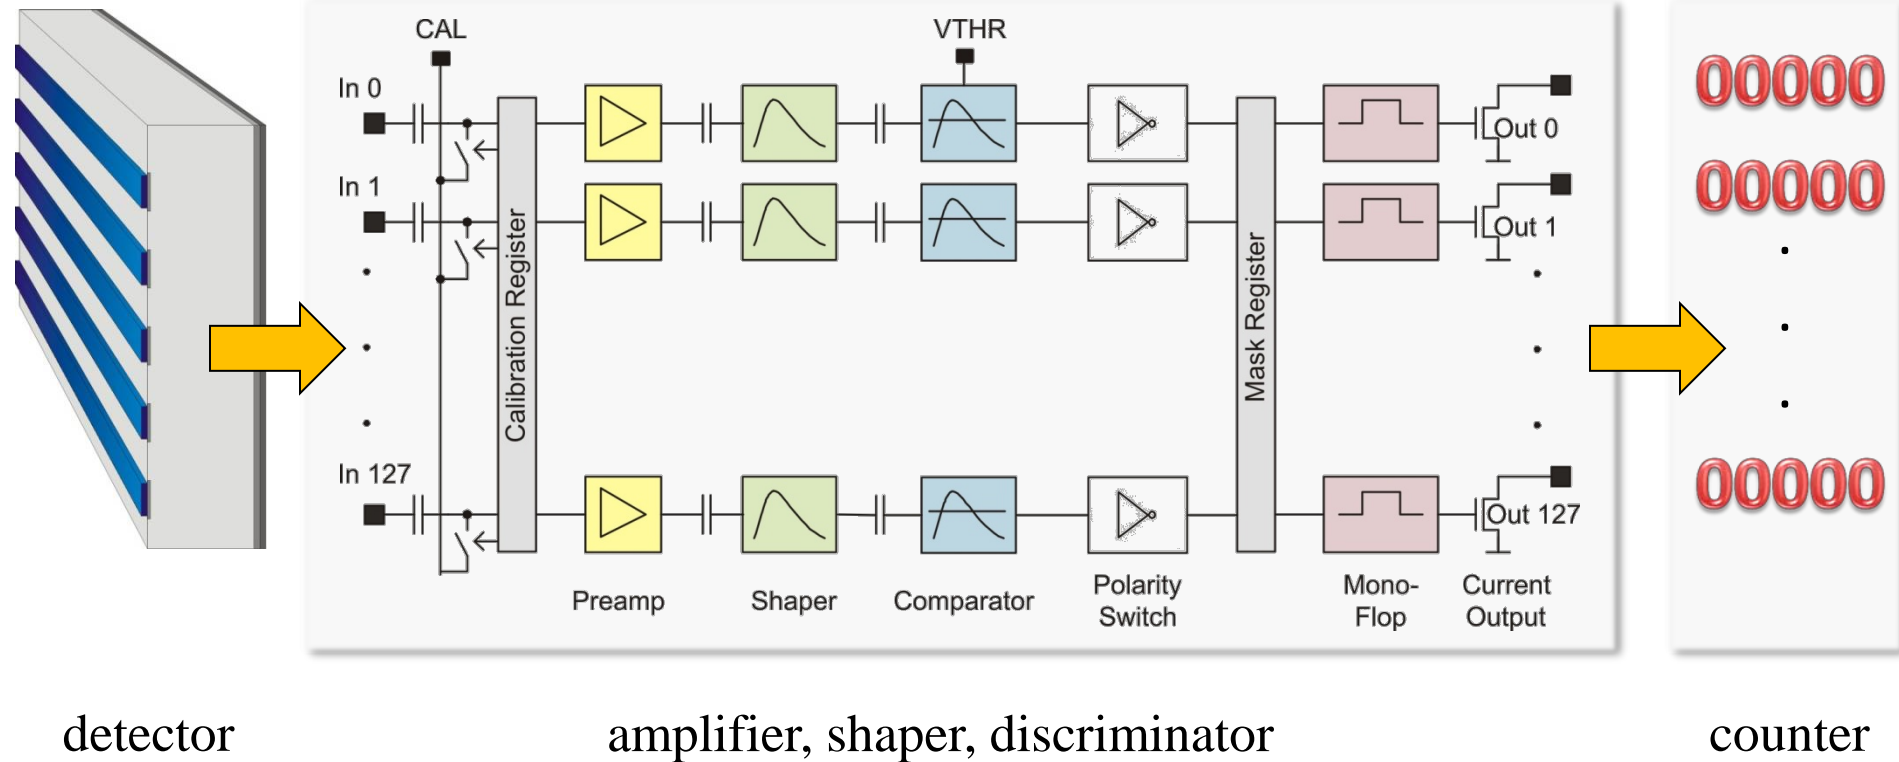 CAL
VTHR
In 0
Out 0
00000
In 1
Out 1
00000
Calibration Register
Mask Register
In 127
Out 127
00000
Preamp
Shaper
Comparator
Polarity
Switch
Mono-
Flop
Current
Output
detector
amplifier, shaper, discriminator
counter